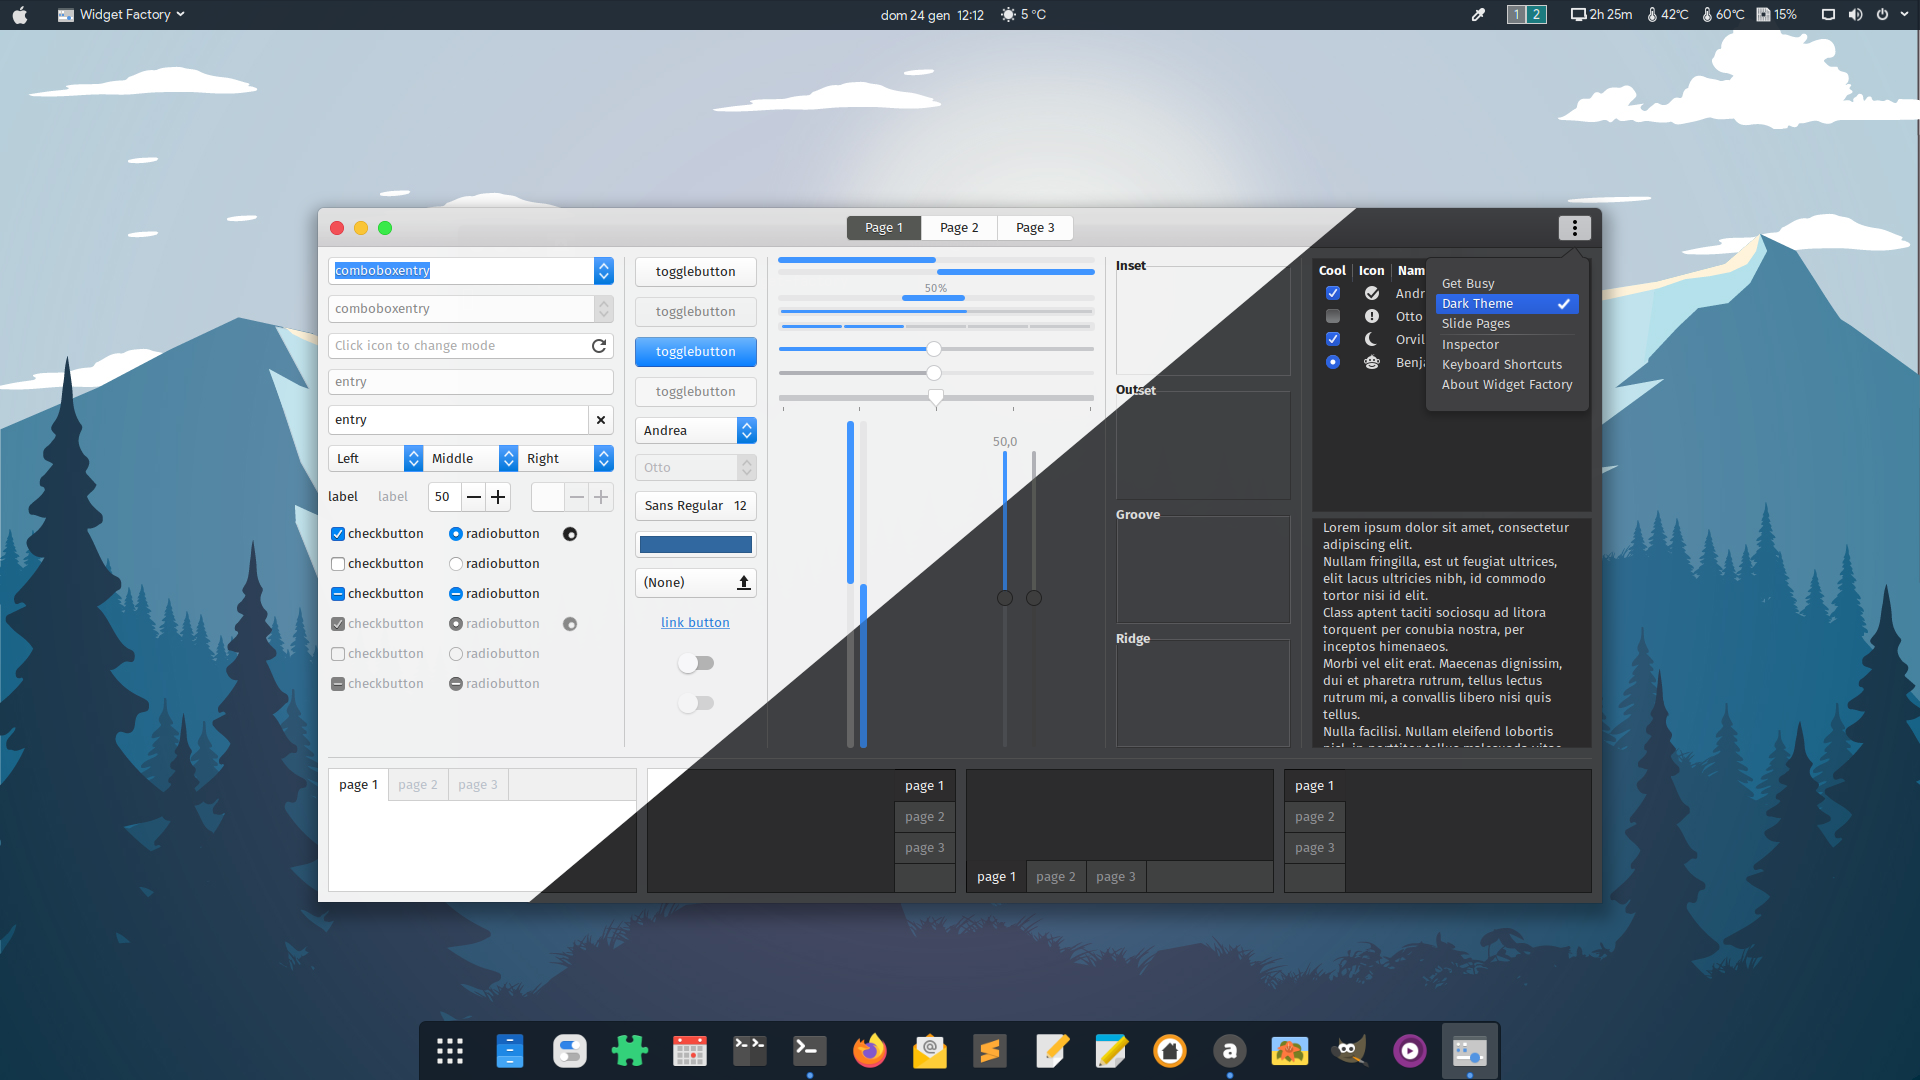 Widget Factory
dom 24 gen 12:12
5 °C
1 2
2h 25m
42°C
60°C
15%
Page 1 Page 2 Page 3
comboboxentry
comboboxentry
Click icon to change mode
entry
entry
Left Middle Right
label label 50
checkbutton radiobutton
checkbutton radiobutton
checkbutton radiobutton
checkbutton radiobutton
checkbutton radiobutton
checkbutton radiobutton
togglebutton
togglebutton
togglebutton
togglebutton
Andrea
Otto
Sans Regular 12
(None)
link button
50%
50,0
Inset
Outset
Groove
Ridge
Cool Icon Nam
Andr
Otto
Orvil
Benja
Get Busy
Dark Theme
Slide Pages
Inspector
Keyboard Shortcuts
About Widget Factory
Lorem ipsum dolor sit amet, consectetur
adipiscing elit.
Nullam fringilla, est ut feugiat ultrices,
elit lacus ultricies nibh, id commodo
tortor nisi id elit.
Class aptent taciti sociosqu ad litora
torquent per conubia nostra, per
inceptos himenaeos.
Morbi vel elit erat. Maecenas dignissim,
dui et pharetra rutrum, tellus lectus
rutrum mi, a convallis libero nisi quis
tellus.
Nulla facilisi. Nullam eleifend lobortis
page 1 page 2 page 3
page 1
page 2
page 3
page 1 page 2 page 3
page 1
page 2
page 3